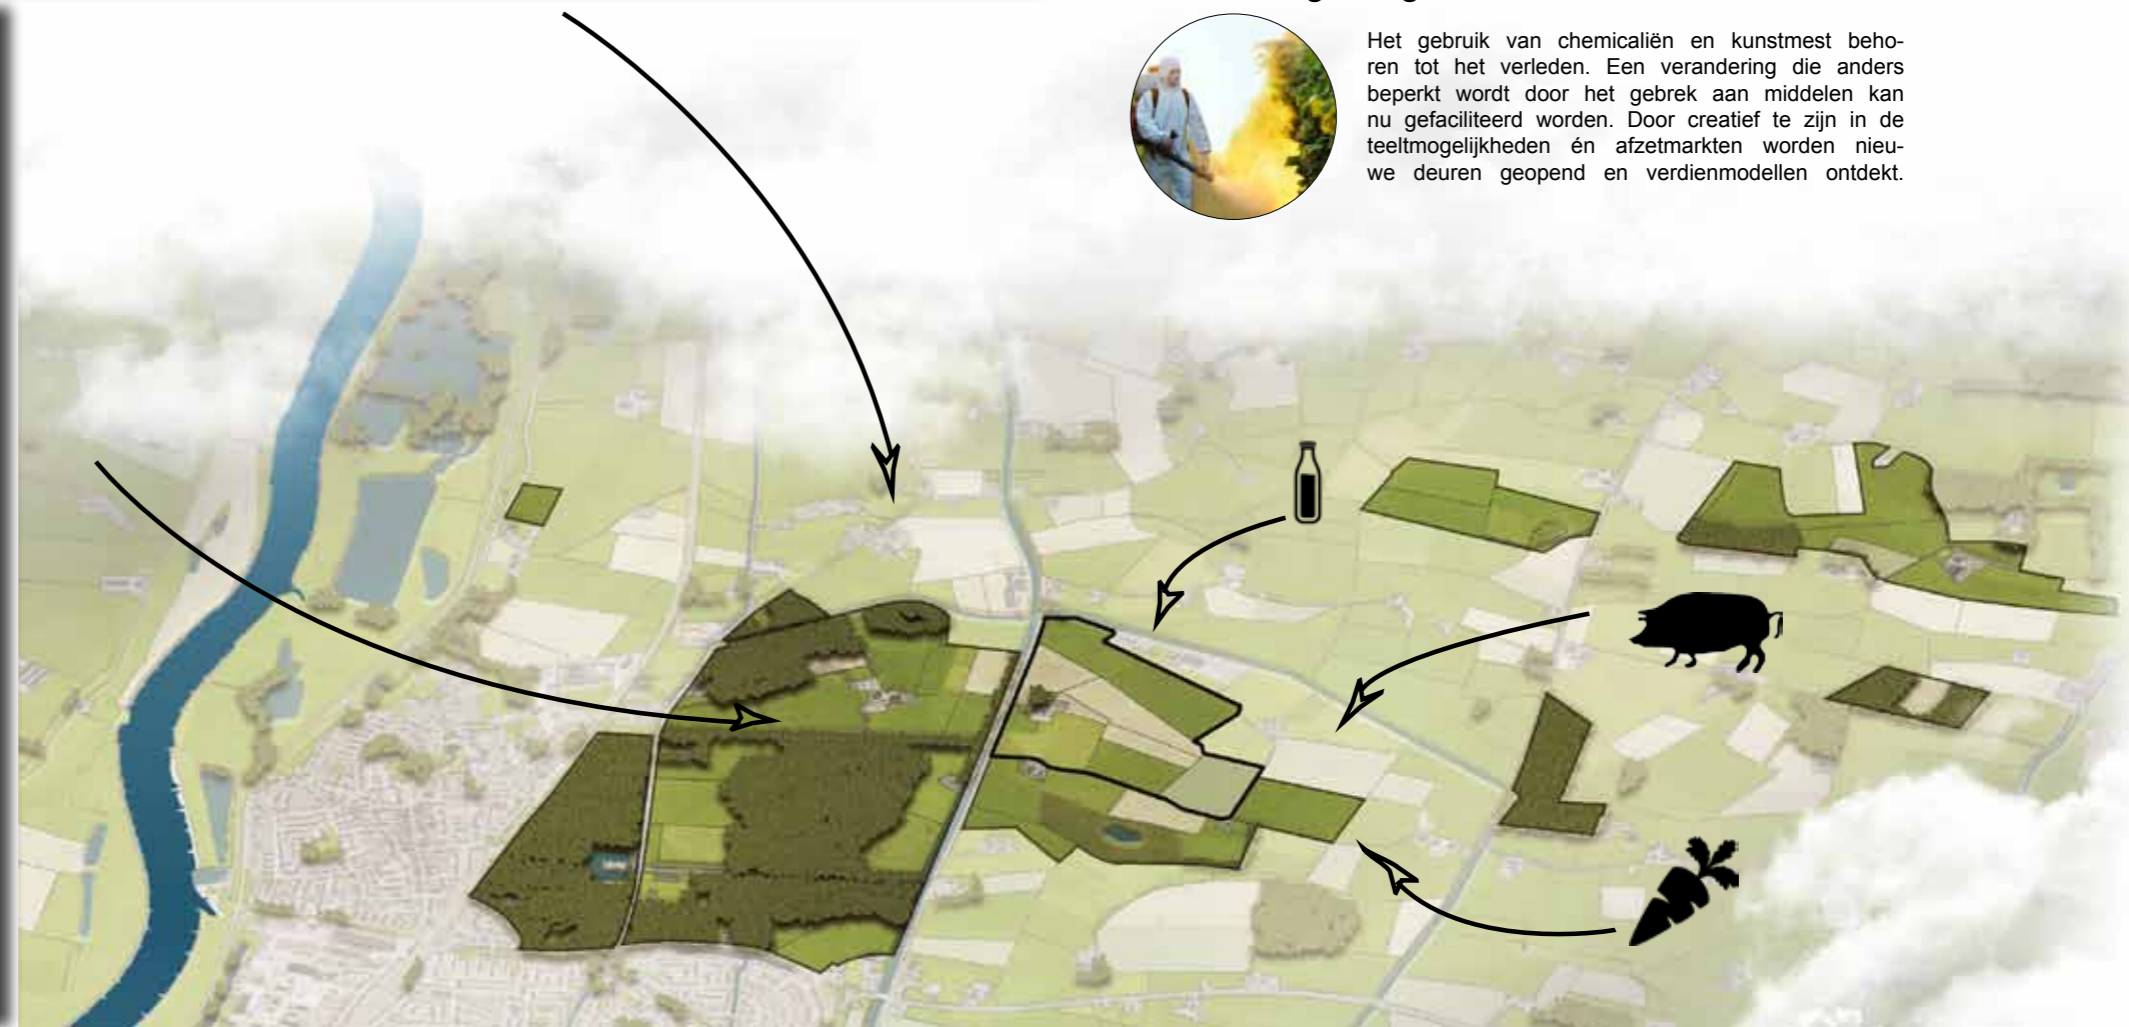 Het gebruik van chemicaliën en kunstmest beho-
ren tot het verleden. Een verandering die anders
beperkt wordt door het gebrek aan middelen kan
nu gefaciliteerd worden. Door creatief te zijn in de
teeltmogelijkheden én afzetmarkten worden nieu-
we deuren geopend en verdienmodellen ontdekt.